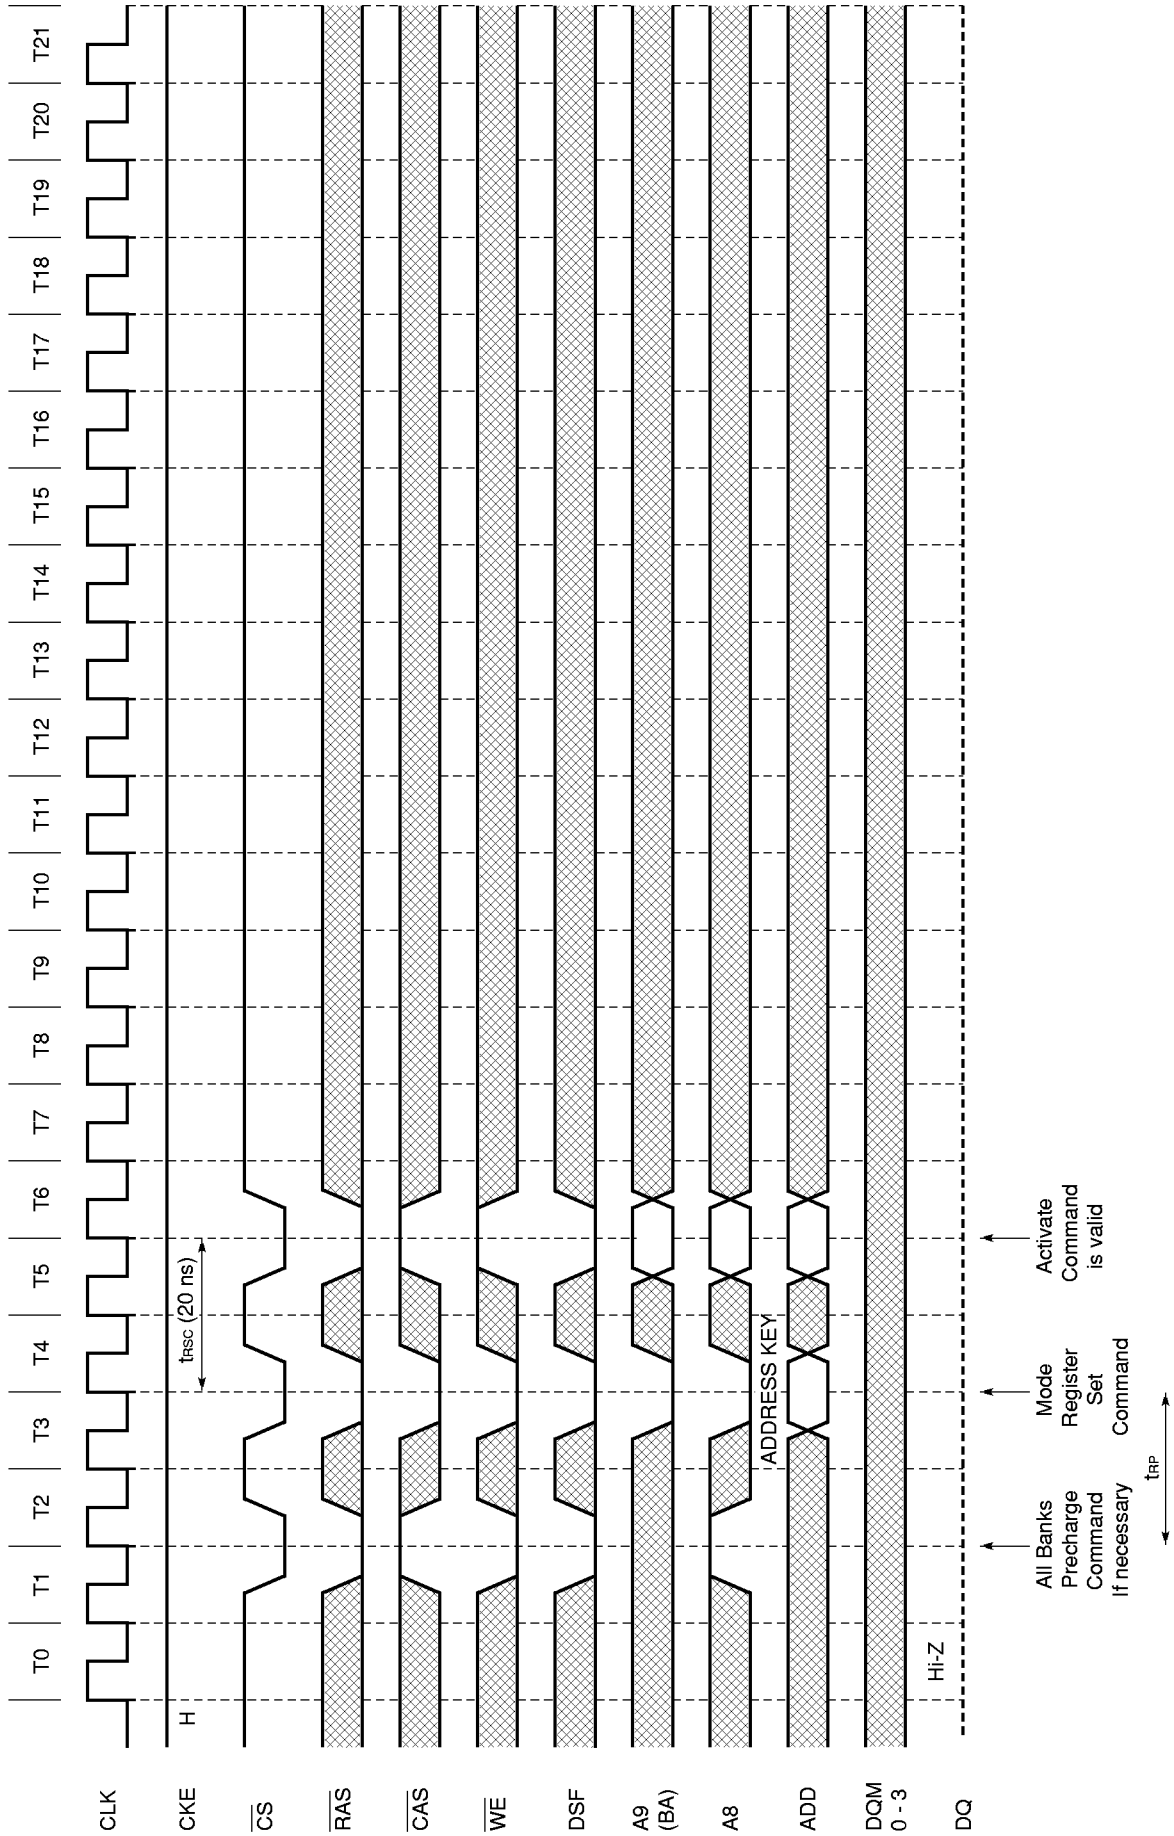 T0 T1 T2 T3 T4 T5 T6 T7 T8 T9 T10 T11 T12 T13 T14 T15 T16 T17 T18 T19 T20 T21
CLK
CKE
H
tRSC (20 ns)
CS
RAS
CAS
WE
DSF
A9
(BA)
A8
ADDRESS KEY
ADD
DQM
0 - 3
Hi-Z
DQ
All Banks
Precharge
Command
If necessary
Mode
Register
Set
Command
Activate
Command
is valid
tRP